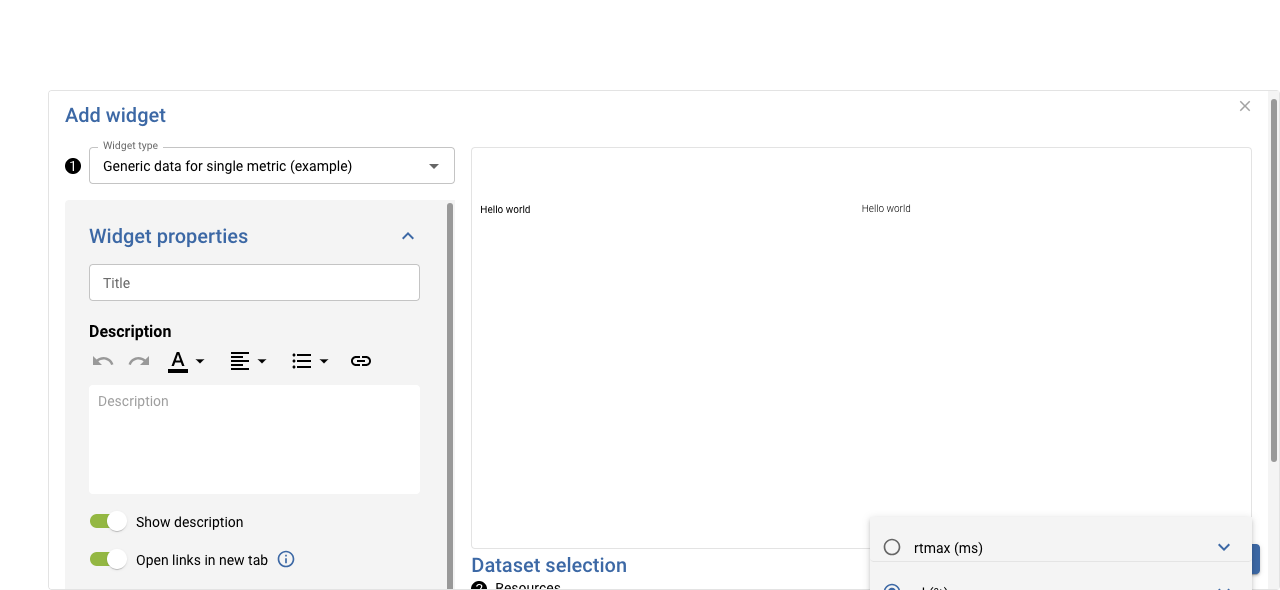 Add widget
Widget type
1 Generic data for single metric (example)
Widget properties
Title
Description
A
Description
Show description
Open links in new tab
Hello world
Hello world
Dataset selection
2 Resources
rtmax (ms)